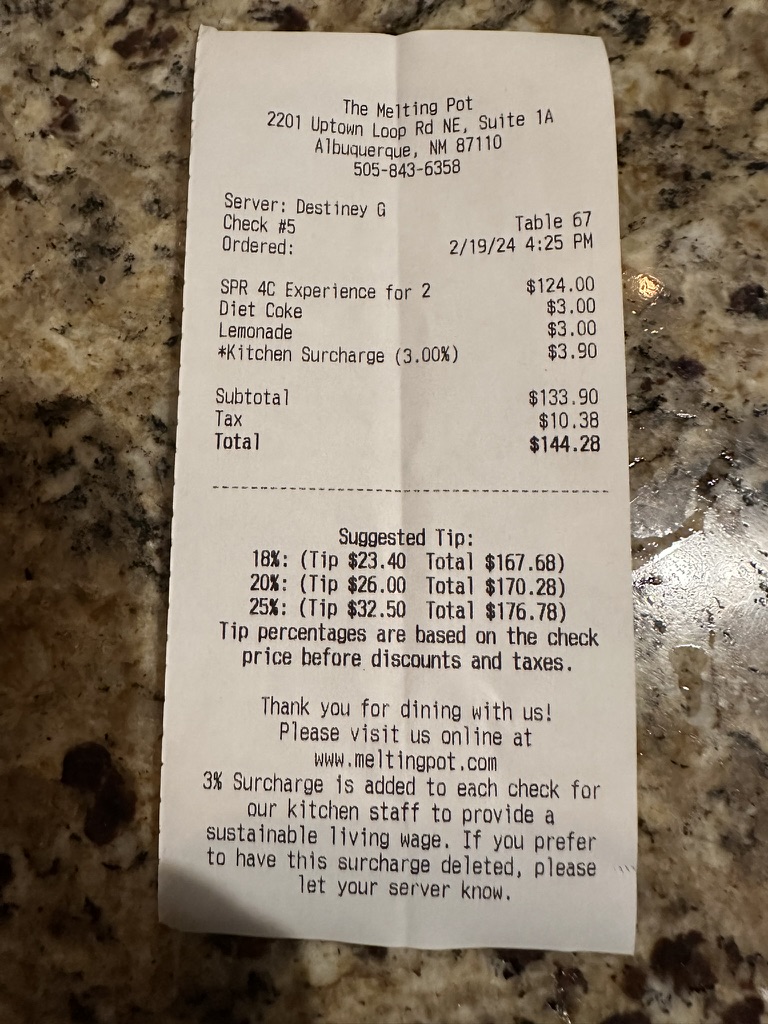 The Melting Pot
2201 Uptown Loop Rd NE, Suite 1A
Albuquerque, NM 87110
505-843-6358
Server: Destiney G
Check #5 Table 67
Ordered: 2/19/24 4:25 PM
SPR 4C Experience for 2 $124.00
Diet Coke $3.00
Lemonade $3.00
*Kitchen Surcharge (3.00%) $3.90
Subtotal $133.90
Tax $10.38
Total $144.28
Suggested Tip:
18%: (Tip $23.40 Total $167.68)
20%: (Tip $26.00 Total $170.28)
25%: (Tip $32.50 Total $176.78)
Tip percentages are based on the check
price before discounts and taxes.
Thank you for dining with us!
Please visit us online at
www.meltingpot.com
3% Surcharge is added to each check for
our kitchen staff to provide a
sustainable living wage. If you prefer
to have this surcharge deleted, please
let your server know.